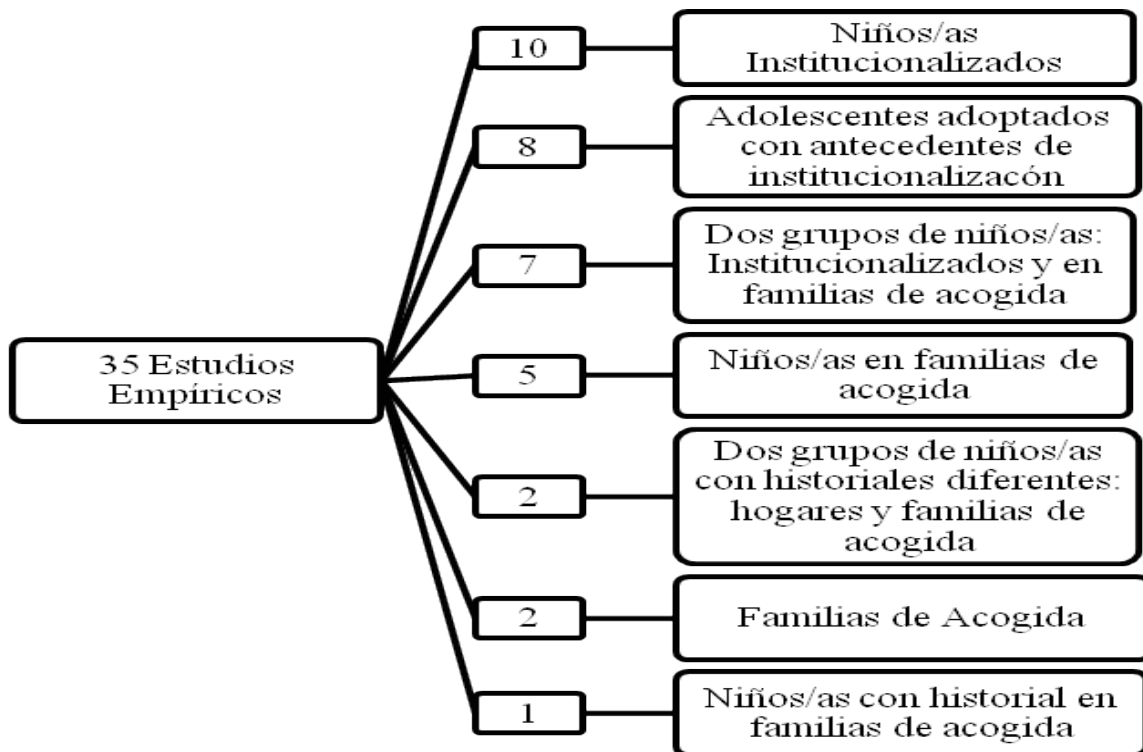 10
Niños/as
Institucionalizados
8
Adolescentes adoptados
con antecedentes de
institucionalizacón
7
Dos grupos de niños/as:
Institucionalizados y en
familias de acogida
35 Estudios
Empíricos
5
Niños/as en familias de
acogida
2
Dos grupos de niños/as
con historiales diferentes:
hogares y familias de
acogida
2
Familias de Acogida
1
Niños/as con historial en
familias de acogida